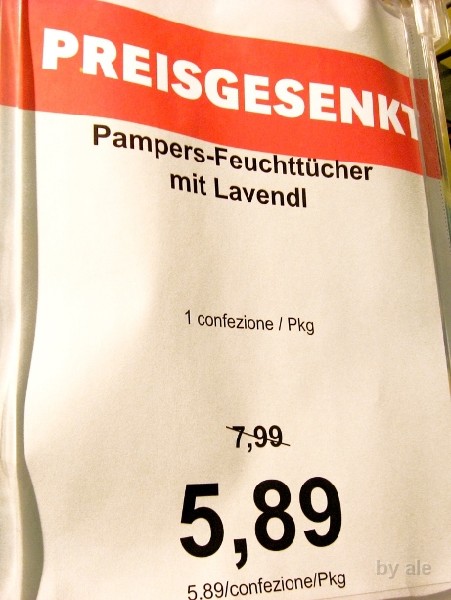 PREISGESENKT
Pampers-Feuchttücher
mit Lavendl
1 confezione / Pkg
7,99
5,89
5,89/confezione/Pkg
by ale